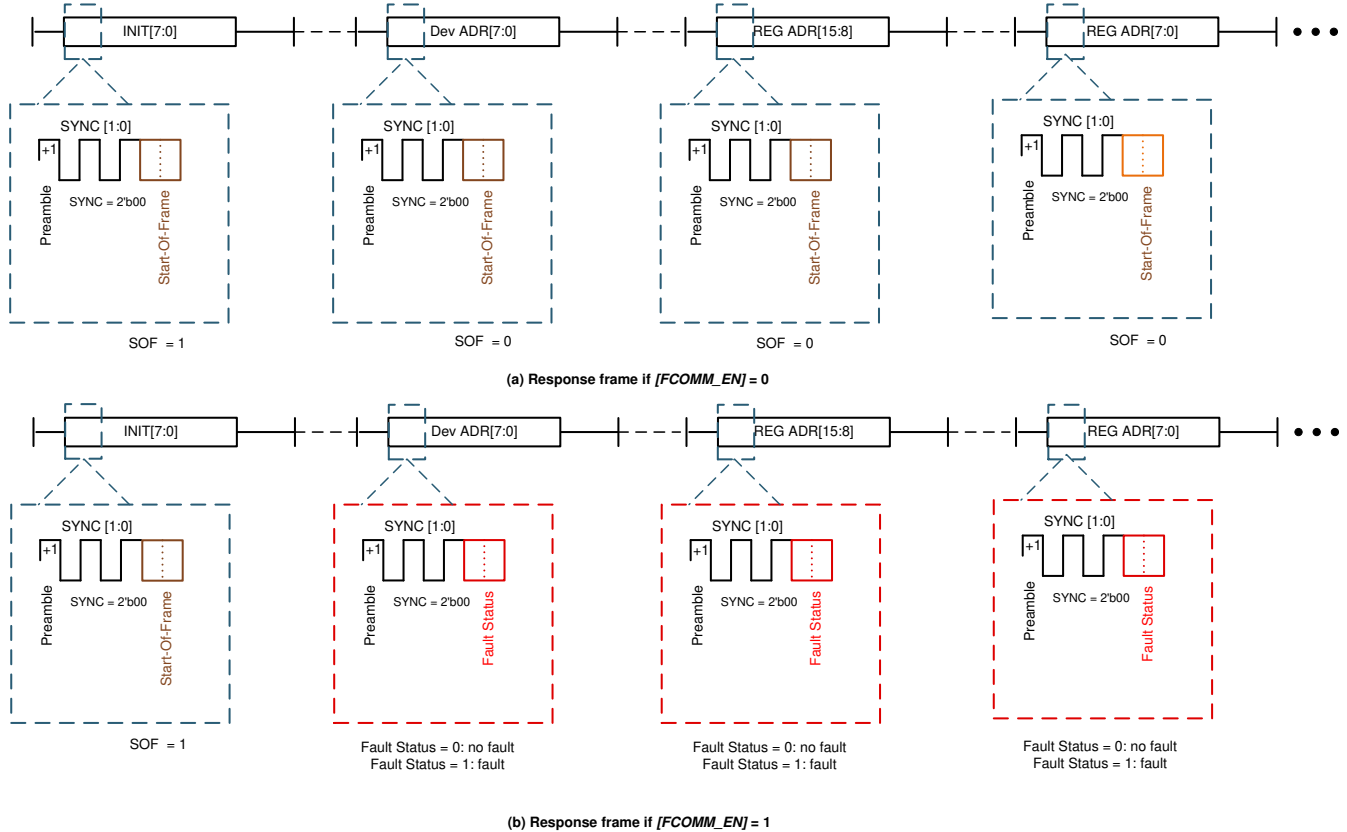 INIT[7:0]
Dev ADR[7:0]
REG ADR[15:8]
REG ADR[7:0]
SYNC [1:0]
+1
SYNC = 2'b00
Preamble
Start-Of-Frame
SOF = 1
SYNC [1:0]
+1
SYNC = 2'b00
Preamble
Start-Of-Frame
SOF = 0
SYNC [1:0]
+1
SYNC = 2'b00
Preamble
Start-Of-Frame
SOF = 0
SYNC [1:0]
+1
SYNC = 2'b00
Preamble
Start-Of-Frame
SOF = 0
(a) Response frame if [FCOMM_EN] = 0
INIT[7:0]
Dev ADR[7:0]
REG ADR[15:8]
REG ADR[7:0]
SYNC [1:0]
+1
SYNC = 2'b00
Preamble
Start-Of-Frame
SOF = 1
SYNC [1:0]
+1
SYNC = 2'b00
Preamble
Fault Status
Fault Status = 0: no fault
Fault Status = 1: fault
SYNC [1:0]
+1
SYNC = 2'b00
Preamble
Fault Status
Fault Status = 0: no fault
Fault Status = 1: fault
SYNC [1:0]
+1
SYNC = 2'b00
Preamble
Fault Status
Fault Status = 0: no fault
Fault Status = 1: fault
(b) Response frame if [FCOMM_EN] = 1